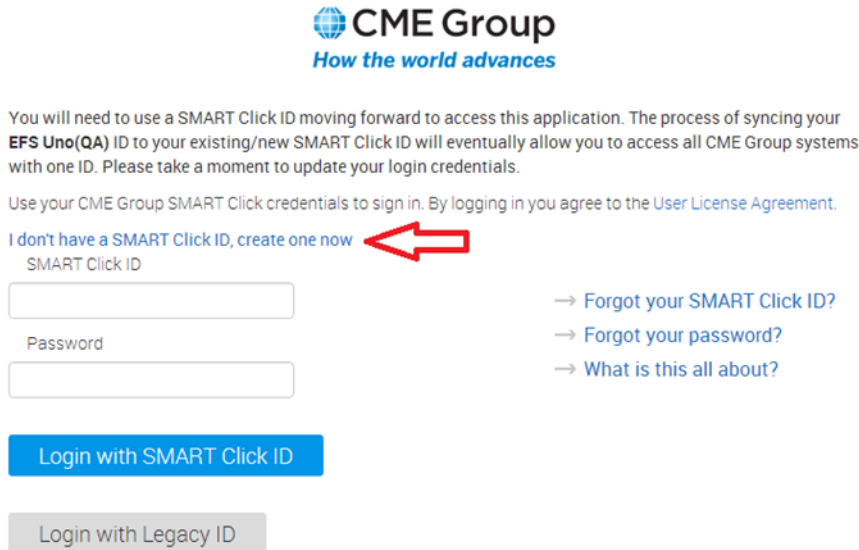 CME Group
How the world advances
You will need to use a SMART Click ID moving forward to access this application. The process of syncing your
EFS Uno(QA) ID to your existing/new SMART Click ID will eventually allow you to access all CME Group systems
with one ID. Please take a moment to update your login credentials.
Use your CME Group SMART Click credentials to sign in. By logging in you agree to the User License Agreement.
I don't have a SMART Click ID, create one now
SMART Click ID
Forgot your SMART Click ID?
Password
Forgot your password?
What is this all about?
Login with SMART Click ID
Login with Legacy ID